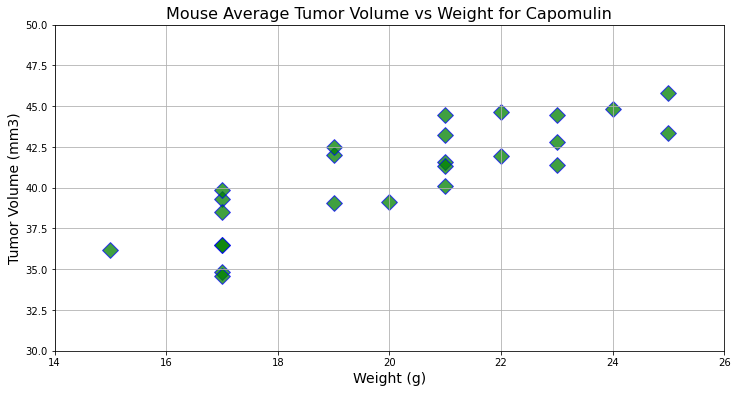 Mouse Average Tumor Volume vs Weight for Capomulin
50.0
47.5
45.0
42.5
40.0
37.5
35.0
32.5
30.0
Tumor Volume (mm3)
14 16 18 20 22 24 26
Weight (g)